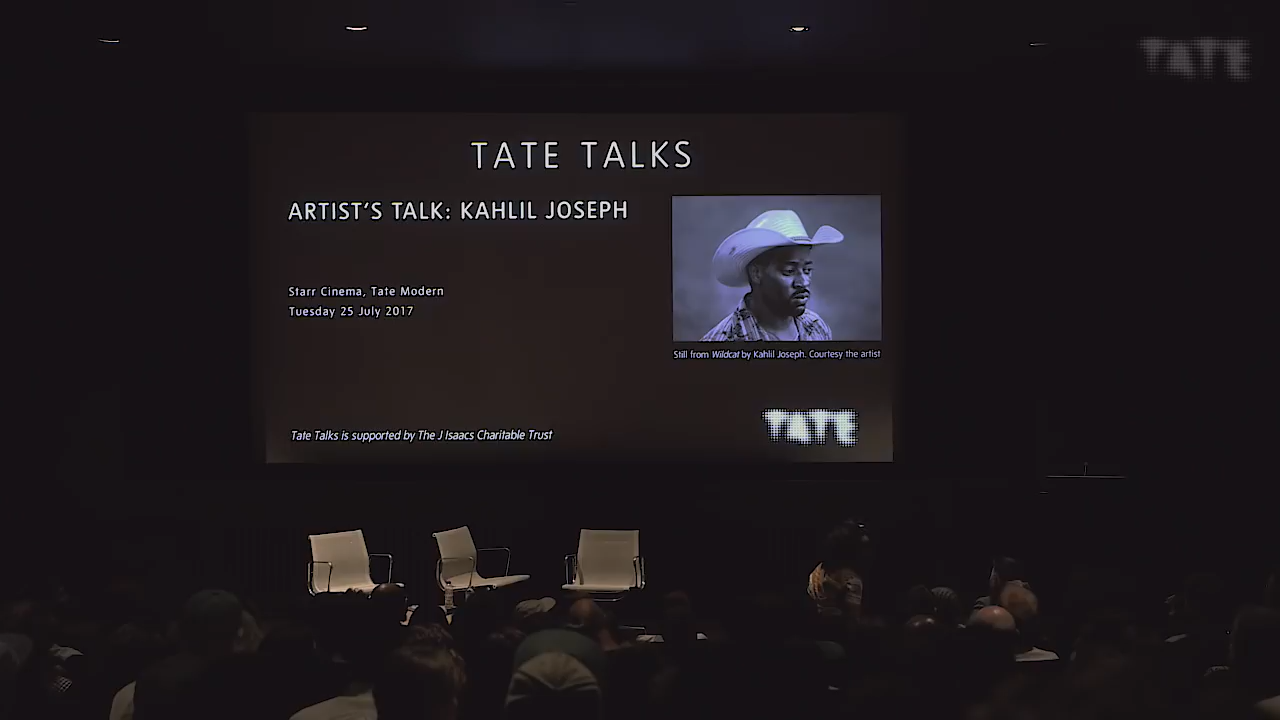 TATE
TATE TALKS
ARTIST'S TALK: KAHLIL JOSEPH
Starr Cinema, Tate Modern
Tuesday 25 July 2017
Still from Wildcat by Kahlil Joseph. Courtesy the artist
Tate Talks is supported by The J Isaacs Charitable Trust
TATE